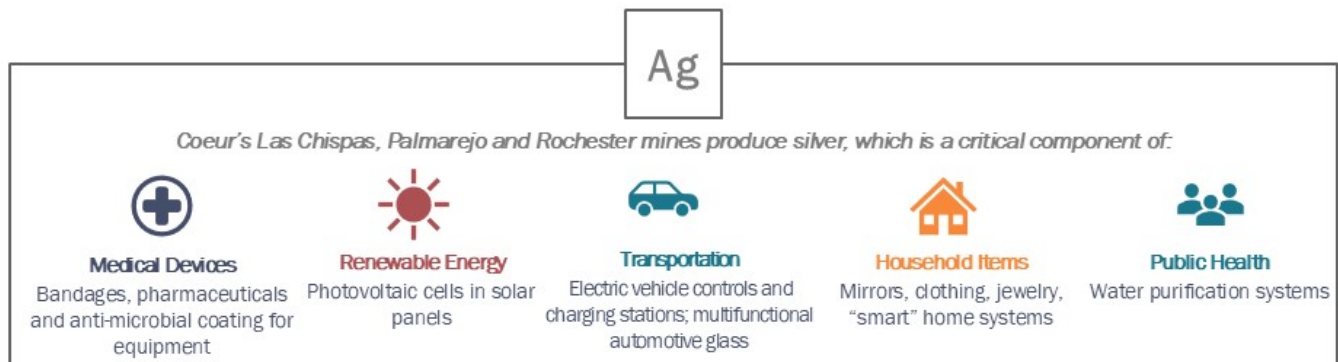 Ag
Coeur's Las Chispas, Palmarejo and Rochester mines produce silver, which is a critical component of:
Medical Devices
Bandages, pharmaceuticals
and anti-microbial coating for
equipment
Renewable Energy
Photovoltaic cells in solar
panels
Transportation
Electric vehicle controls and
charging stations; multifunctional
automotive glass
Household Items
Mirrors, clothing, jewelry,
“smart” home systems
Public Health
Water purification systems